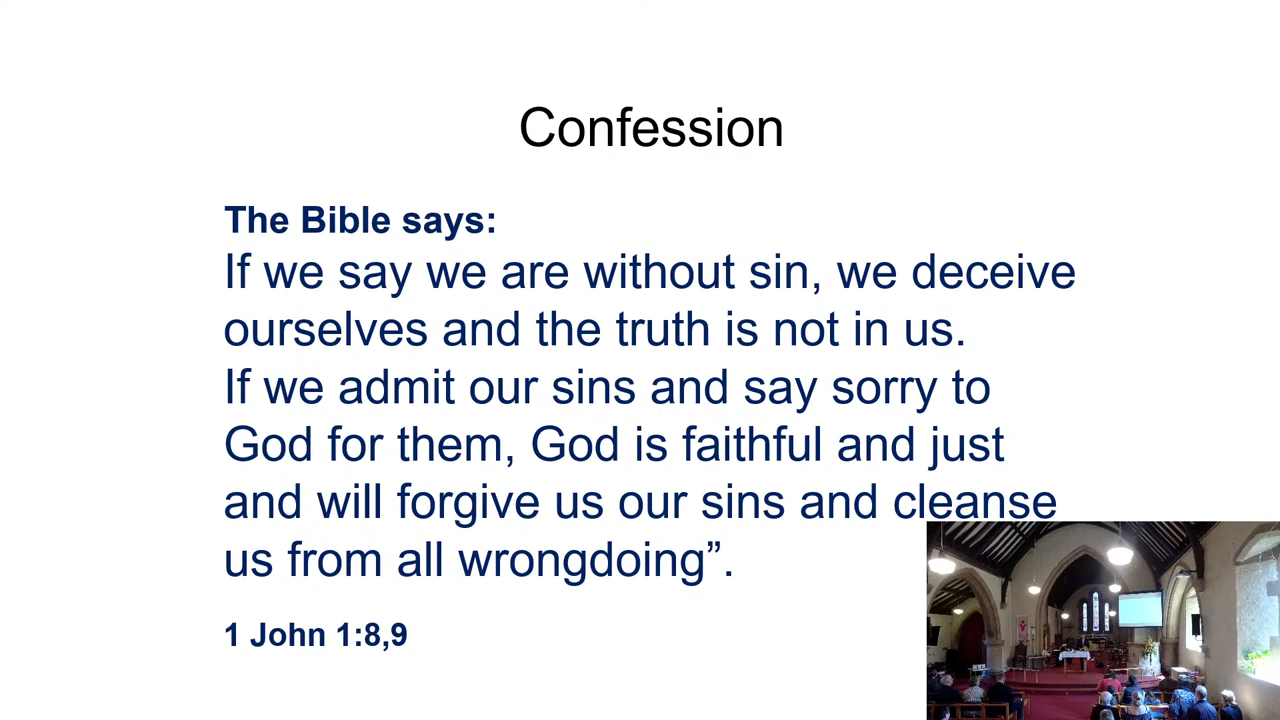 Confession
The Bible says:
If we say we are without sin, we deceive
ourselves and the truth is not in us.
If we admit our sins and say sorry to
God for them, God is faithful and just
and will forgive us our sins and cleanse
us from all wrongdoing”.
1 John 1:8,9